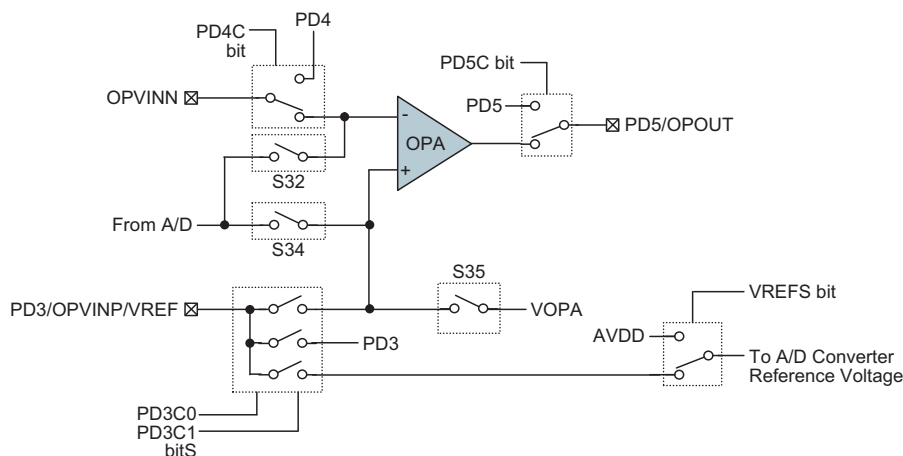 PD4C
bit
PD4
OPVINN
PD5C bit
PD5
PD5/OPOUT
-
OPA
+
S32
From A/D
S34
PD3/OPVINP/VREF
S35
VOPA
VREFS bit
PD3
AVDD
To A/D Converter
Reference Voltage
PD3C0
PD3C1
bitS